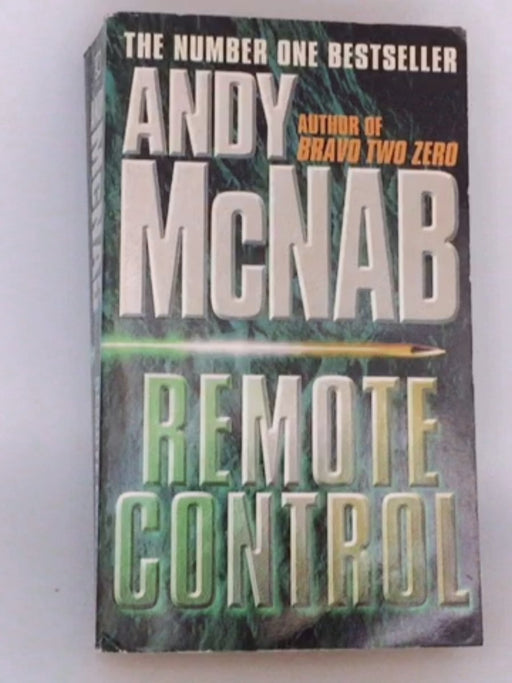 THE NUMBER ONE BESTSELLER
ANDY
AUTHOR OF
BRAVO TWO ZERO
McNAB
REMOTE
CONTROL